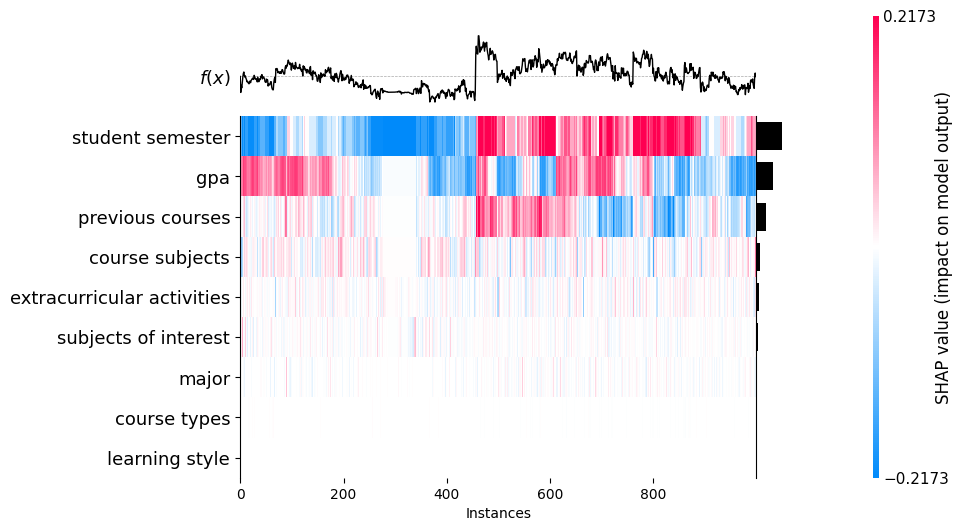 0.2173
f(x)
student semester
gpa
previous courses
course subjects
extracurricular activities
subjects of interest
major
course types
learning style
0 200 400 600 800
Instances
SHAP value (impact on model output)
−0.2173